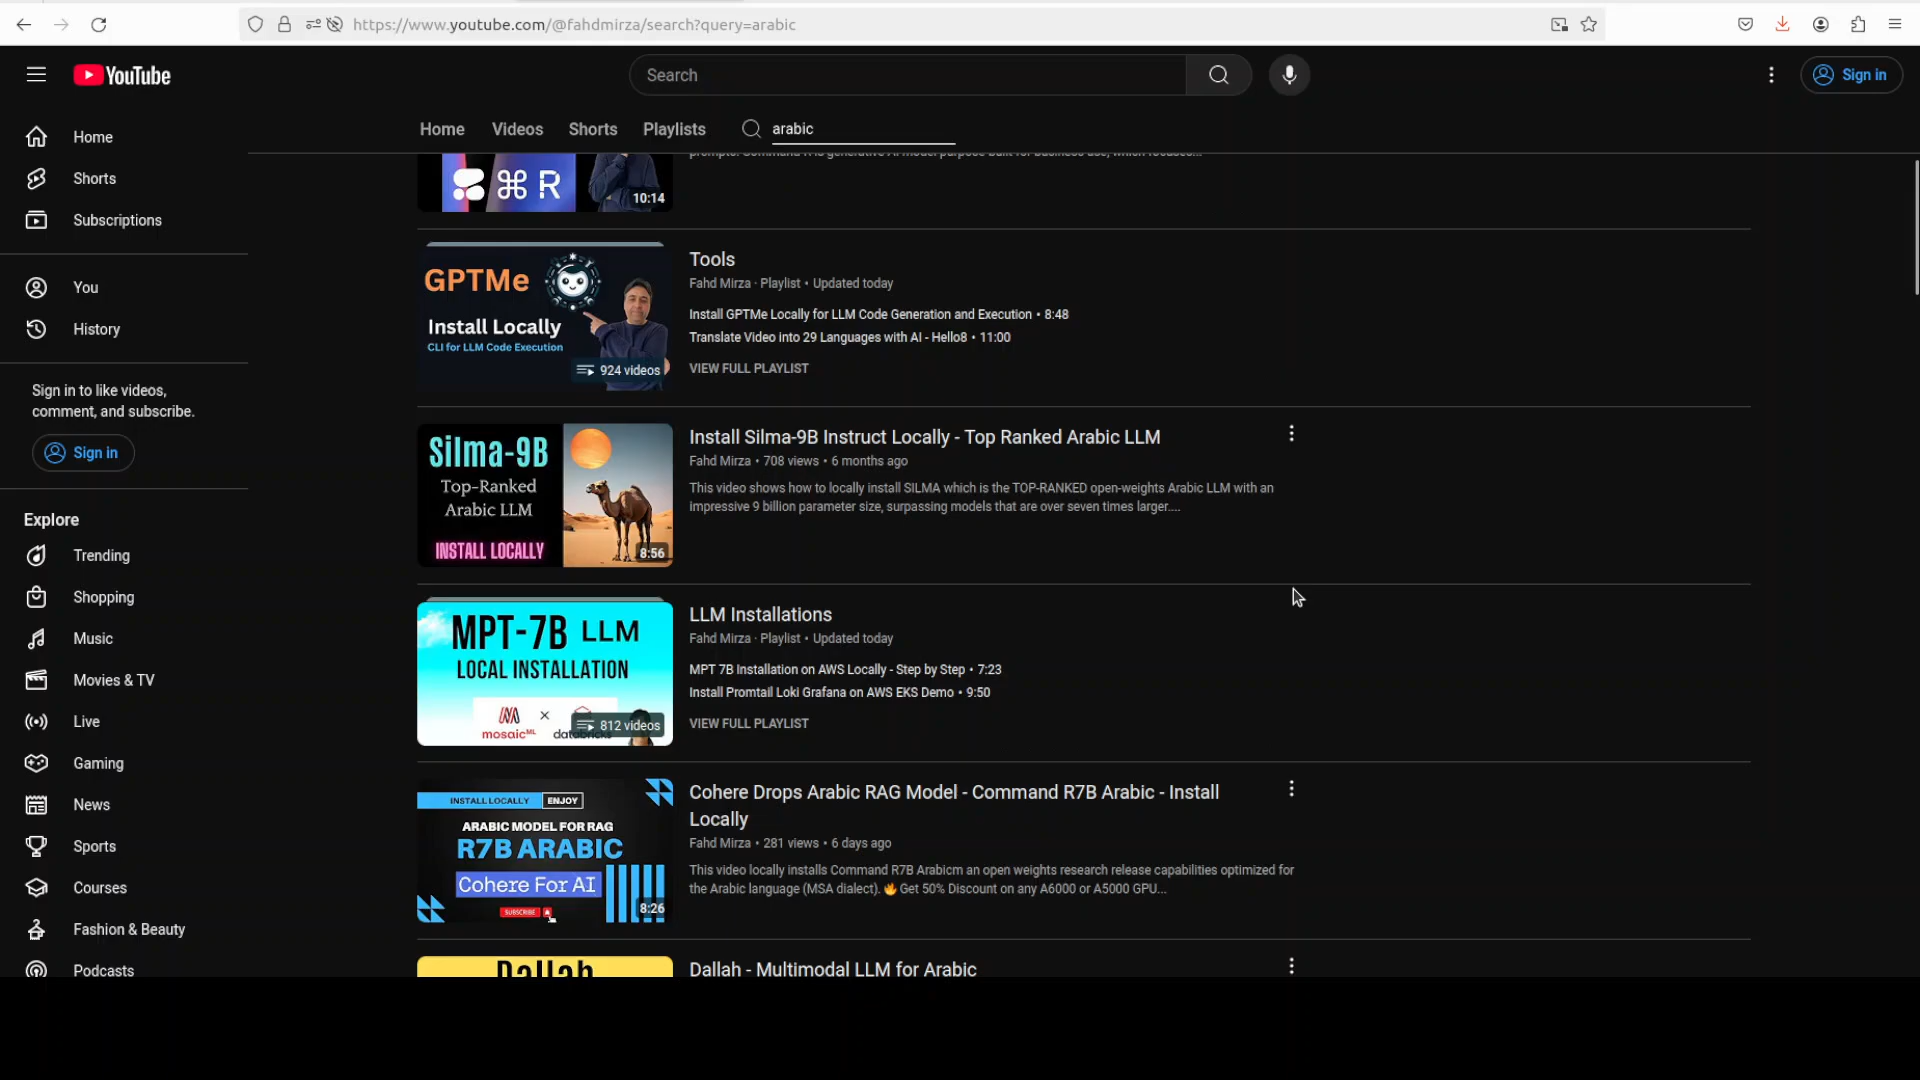 https://www.youtube.com/@fahdmirza/search?query=arabic
YouTube
Search
Sign in
Home
Videos
Shorts
Playlists
arabic
Home
Shorts
Subscriptions
You
History
Sign in to like videos,
comment, and subscribe.
Sign in
Explore
Trending
Shopping
Music
Movies & TV
Live
Gaming
News
Sports
Courses
Fashion & Beauty
Podcasts
R
10:14
GPTMe
Install Locally
CLI for LLM Code Execution
924 videos
Tools
Fahd Mirza · Playlist • Updated today
Install GPTMe Locally for LLM Code Generation and Execution • 8:48
Translate Video into 29 Languages with AI - Hello8 • 11:00
VIEW FULL PLAYLIST
Silma-9B
Top-Ranked
Arabic LLM
INSTALL LOCALLY
8:56
Install Silma-9B Instruct Locally - Top Ranked Arabic LLM
Fahd Mirza • 708 views • 6 months ago
This video shows how to locally install SILMA which is the TOP-RANKED open-weights Arabic LLM with an
impressive 9 billion parameter size, surpassing models that are over seven times larger....
MPT-7B LLM
LOCAL INSTALLATION
mosaicML
812 videos
LLM Installations
Fahd Mirza · Playlist • Updated today
MPT 7B Installation on AWS Locally - Step by Step • 7:23
Install Promtail Loki Grafana on AWS EKS Demo • 9:50
VIEW FULL PLAYLIST
INSTALL LOCALLY ENJOY
ARABIC MODEL FOR RAG
R7B ARABIC
Cohere For AI
SUBSCRIBE
8:26
Cohere Drops Arabic RAG Model - Command R7B Arabic - Install
Locally
Fahd Mirza • 281 views • 6 days ago
This video locally installs Command R7B Arabicm an open weights research release capabilities optimized for
the Arabic language (MSA dialect). 🔥 Get 50% Discount on any A6000 or A5000 GPU...
Dallah
Dallah - Multimodal LLM for Arabic